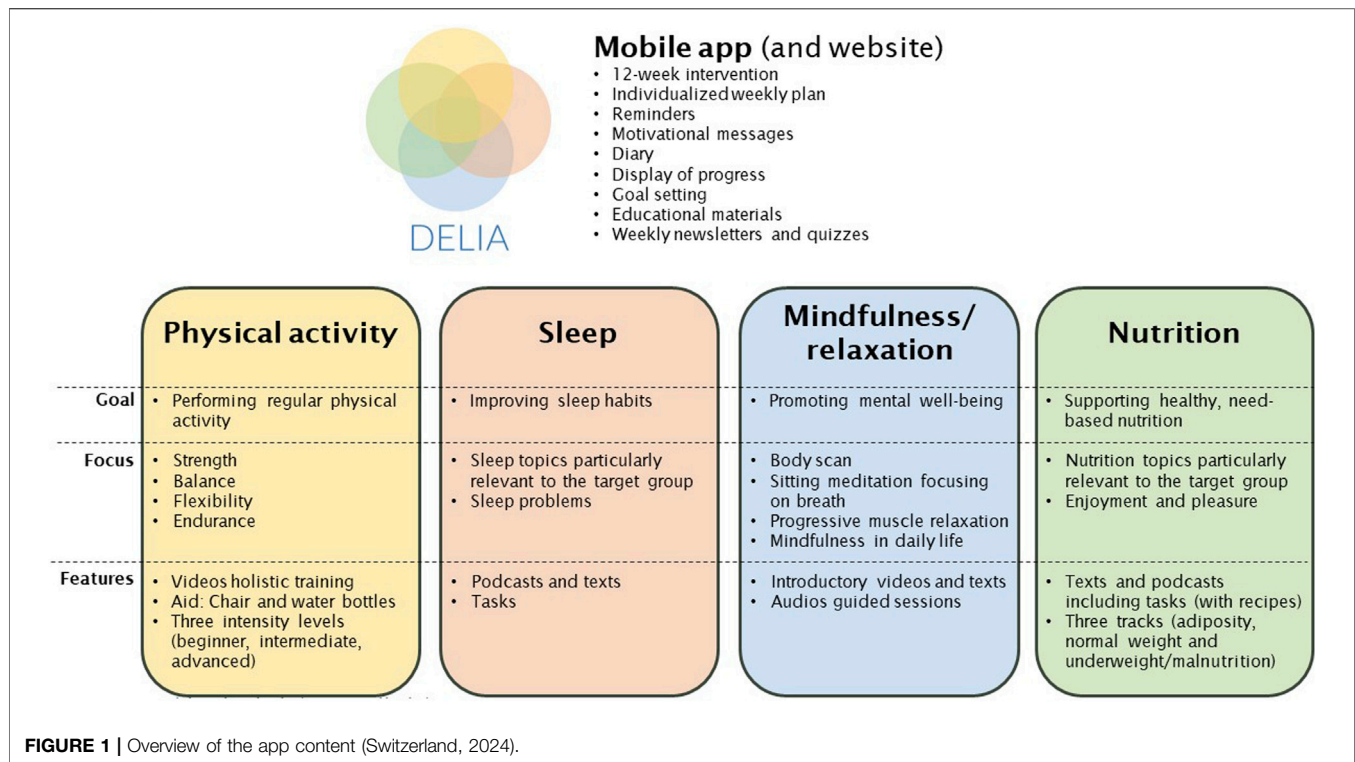 Mobile app (and website)
• 12-week intervention
• Individualized weekly plan
• Reminders
• Motivational messages
• Diary
• Display of progress
• Goal setting
• Educational materials
• Weekly newsletters and quizzes
DELIA
Physical activity
Sleep
Mindfulness/
relaxation
Nutrition
Goal
• Performing regular physical
activity
• Improving sleep habits
• Promoting mental well-being
• Supporting healthy, need-
based nutrition
Focus
• Strength
• Balance
• Flexibility
• Endurance
• Sleep topics particularly
relevant to the target group
• Sleep problems
• Body scan
• Sitting meditation focusing
on breath
• Progressive muscle relaxation
• Mindfulness in daily life
• Nutrition topics particularly
relevant to the target group
• Enjoyment and pleasure
Features
• Videos holistic training
• Aid: Chair and water bottles
• Three intensity levels
(beginner, intermediate,
advanced)
• Podcasts and texts
• Tasks
• Introductory videos and texts
• Audios guided sessions
• Texts and podcasts
including tasks (with recipes)
• Three tracks (adiposity,
normal weight and
underweight/malnutrition)
FIGURE 1 | Overview of the app content (Switzerland, 2024).